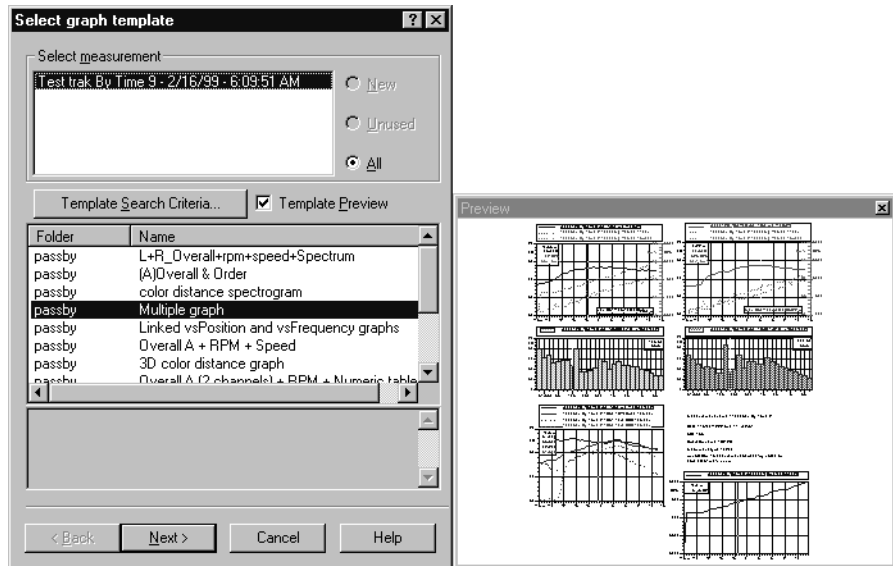 Select graph template
Select measurement
Test trak By Time 9 - 2/16/99 - 6:09:51 AM
New
Unused
All
Template Search Criteria...
Template Preview
Folder Name
passby L+R_Overall+rpm+speed+Spectrum
passby (A)Overall & Order
passby color distance spectrogram
passby Multiple graph
passby Linked vsPosition and vsFrequency graphs
passby Overall A + RPM + Speed
passby 3D color distance graph
passby Overall A (2 channels) + RPM + Numeric table
< Back
Next >
Cancel
Help
Preview